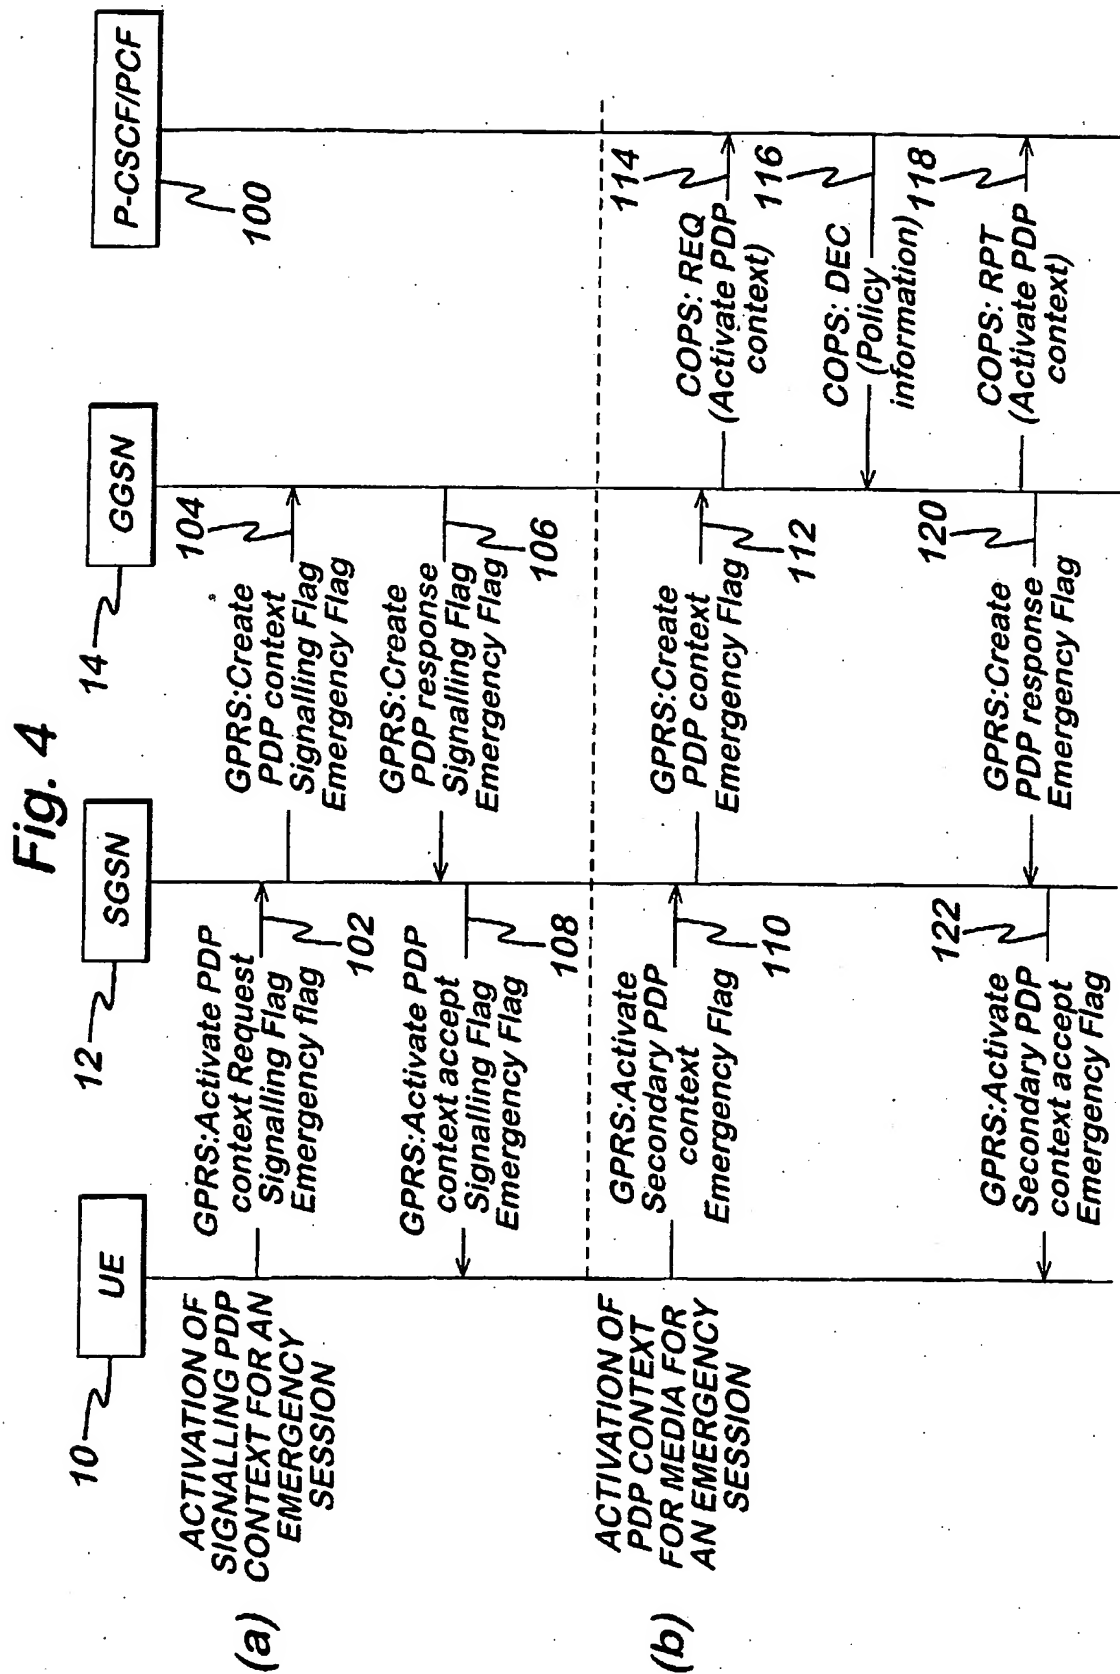 Fig. 4
10
UE
12
SGSN
14
GGSN
P-CSCF/PCF
100
(a)
ACTIVATION OF
SIGNALLING PDP
CONTEXT FOR AN
EMERGENCY
SESSION
GPRS:Activate PDP
context Request
Signalling Flag
Emergency flag
102
GPRS:Create
PDP context
Signalling Flag
Emergency Flag
104
GPRS:Create
PDP response
Signalling Flag
Emergency Flag
106
GPRS:Activate PDP
context accept
Signalling Flag
Emergency Flag
108
(b)
ACTIVATION OF
PDP CONTEXT
FOR MEDIA FOR
AN EMERGENCY
SESSION
GPRS:Activate
Secondary PDP
context
Emergency Flag
110
GPRS:Create
PDP context
Emergency Flag
112
COPS: REQ
(Activate PDP
context)
114
COPS: DEC
(Policy
information)
116
COPS: RPT
(Activate PDP
context)
118
GPRS:Create
PDP response
Emergency Flag
120
GPRS:Activate
Secondary PDP
context accept
Emergency Flag
122